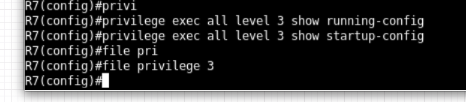 R7(config)#privi
R7(config)#privilege exec all level 3 show running-config
R7(config)#privilege exec all level 3 show startup-config
R7(config)#file pri
R7(config)#file privilege 3
R7(config)#